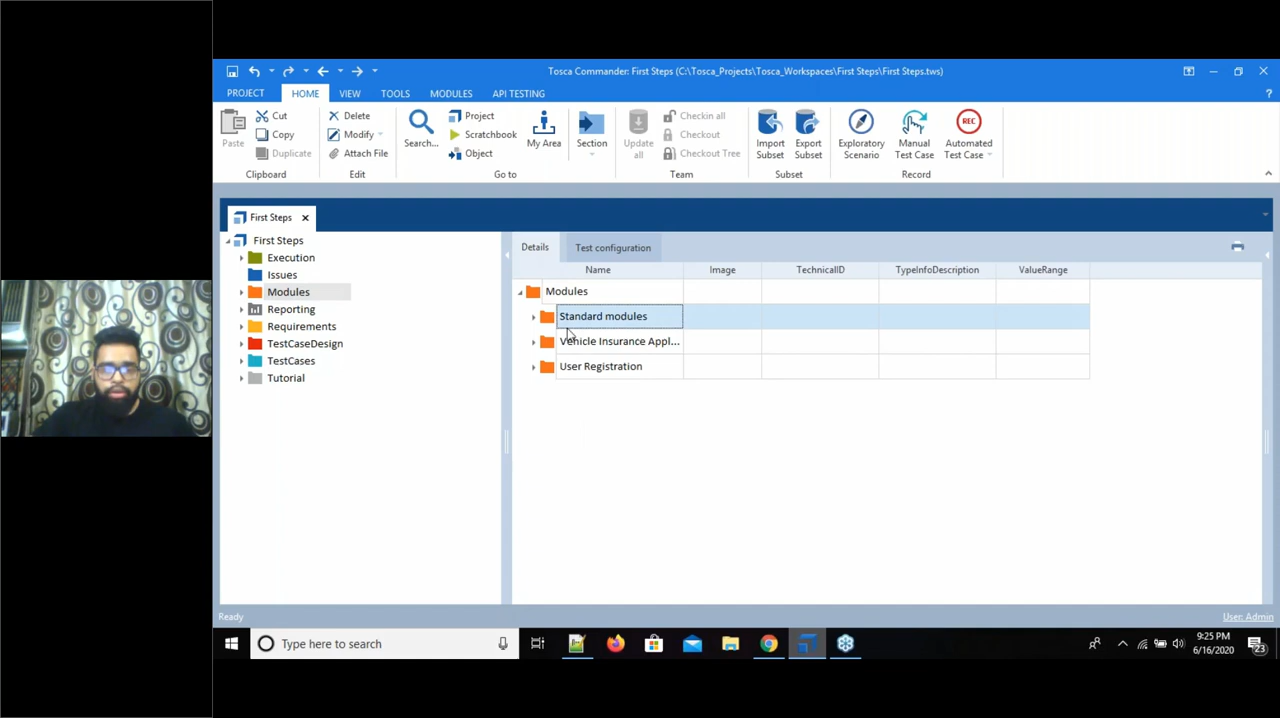 Tosca Commander: First Steps (C:\Tosca_Projects\Tosca_Workspaces\First Steps\First Steps.tws)
PROJECT HOME VIEW TOOLS MODULES API TESTING ?
Paste
Cut
Copy
Duplicate
Clipboard
Delete
Modify
Attach File
Edit
Search...
Project
Scratchbook
Object
My Area
Section
Go to
Update all
Checkin all
Checkout
Checkout Tree
Team
Import Subset
Export Subset
Subset
Exploratory Scenario
Manual Test Case
REC
Automated Test Case
Record
First Steps
First Steps
Execution
Issues
Modules
Reporting
Requirements
TestCaseDesign
TestCases
Tutorial
Details Test configuration
Name Image TechnicalID TypeInfoDescription ValueRange
Modules
Standard modules
Vehicle Insurance Appl...
User Registration
Ready
User: Admin
Type here to search
9:25 PM
6/16/2020
23